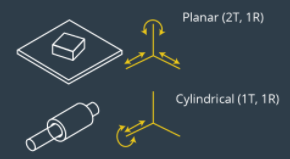 Planar (2T, 1R)
Cylindrical (1T, 1R)